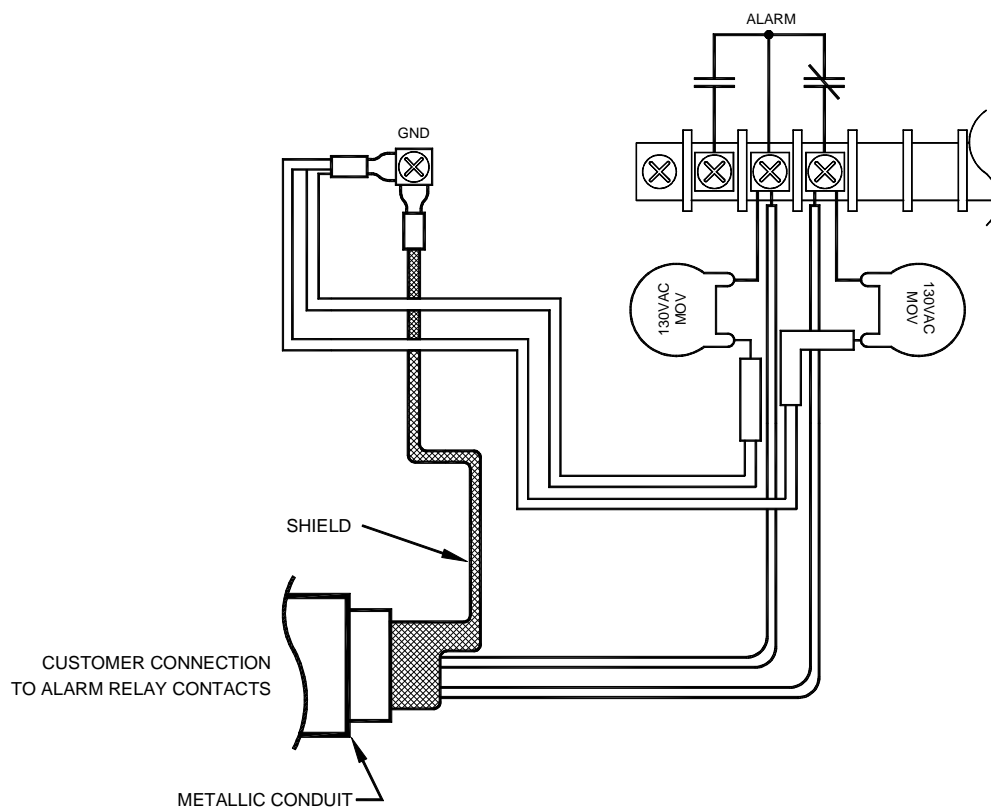 ALARM
GND
130VAC
MOV
130VAC
MOV
SHIELD
CUSTOMER CONNECTION
TO ALARM RELAY CONTACTS
METALLIC CONDUIT